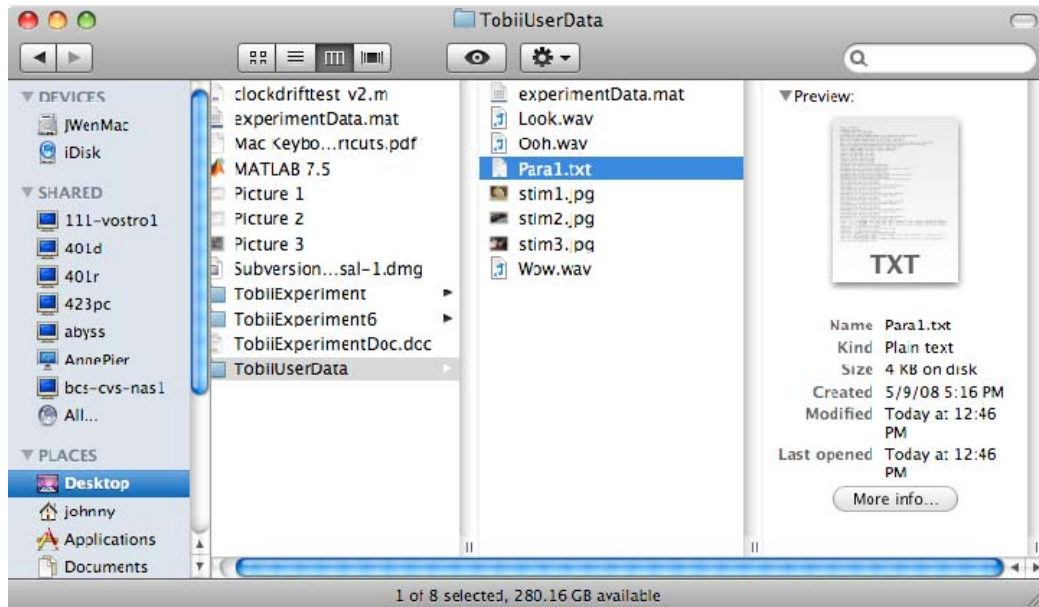 TobiiUserData
DEVICES
JWenMac
iDisk
SHARED
111-vostro1
401d
401r
423pc
abyss
AnnePier
bcs-cvs-nas1
All...
PLACES
Desktop
johnny
Applications
Documents
clockdrifttest v2.m
experimentData.mat
Mac Keybo...rtcuts.pdf
MATLAB 7.5
Picture 1
Picture 2
Picture 3
Subversion...sal-1.dmg
TobiiExperiment
TobiiExperiment6
TobiiExperimentDoc.doc
TobiiUserData
experimentData.mat
Look.wav
Ooh.wav
Para1.txt
stim1.jpg
stim2.jpg
stim3.jpg
Wow.wav
Preview:
TXT
Name Para1.txt
Kind Plain text
Size 4 KB on disk
Created 5/9/08 5:16 PM
Modified Today at 12:46
PM
Last opened Today at 12:46
PM
More info...
1 of 8 selected, 280.16 GB available